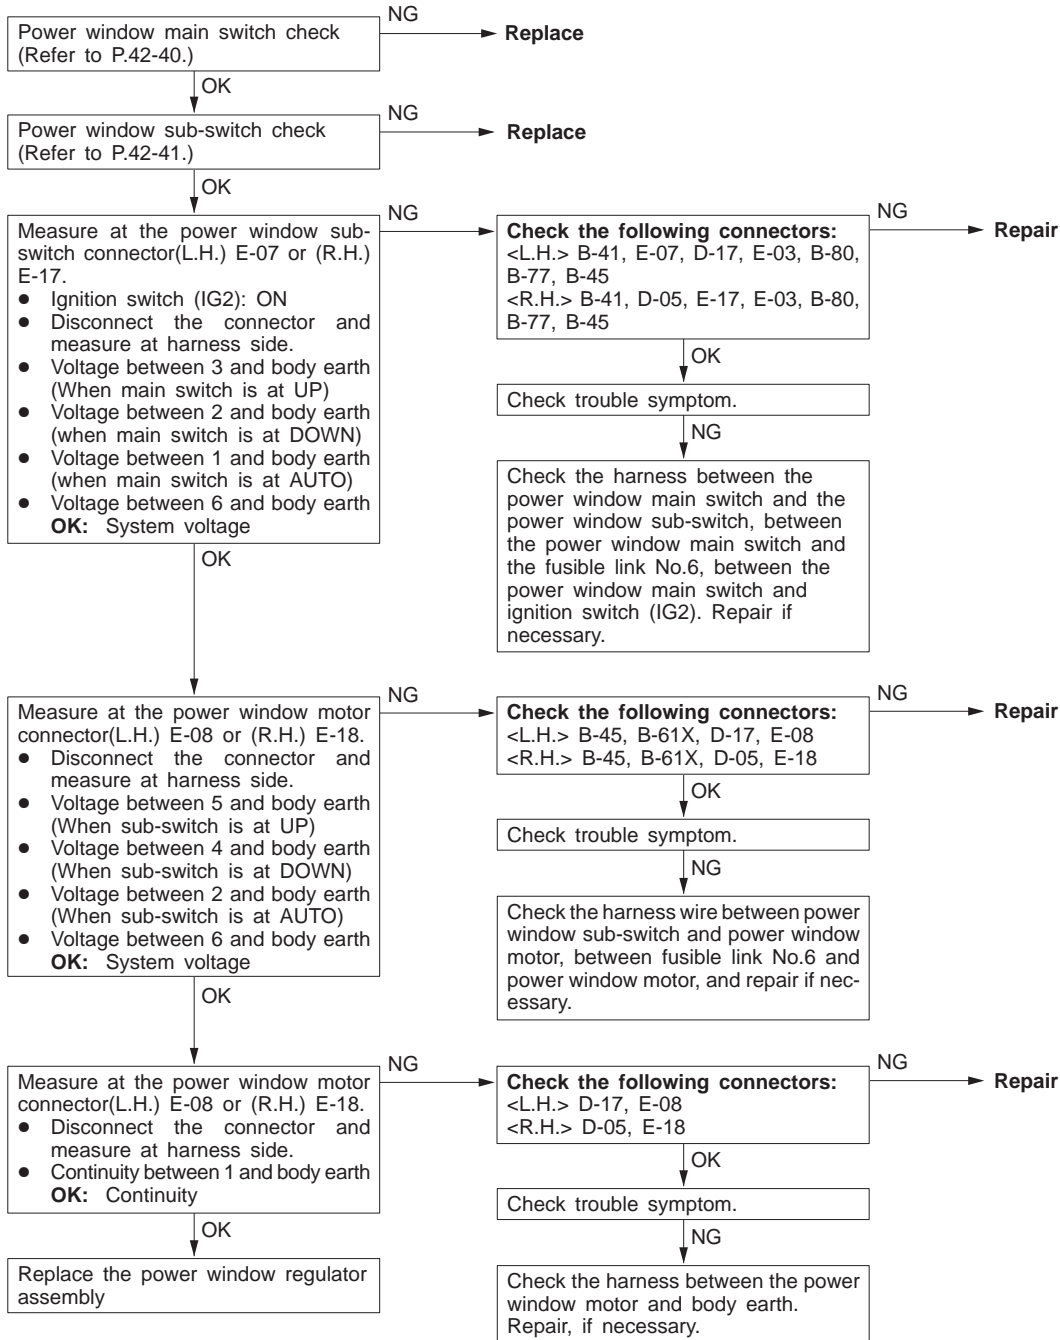 Power window main switch check
(Refer to P.42-40.)
NG
Replace
OK
Power window sub-switch check
(Refer to P.42-41.)
NG
Replace
OK
Measure at the power window sub-
switch connector(L.H.) E-07 or (R.H.)
E-17.
● Ignition switch (IG2): ON
● Disconnect the connector and
measure at harness side.
● Voltage between 3 and body earth
(When main switch is at UP)
● Voltage between 2 and body earth
(when main switch is at DOWN)
● Voltage between 1 and body earth
(when main switch is at AUTO)
● Voltage between 6 and body earth
OK: System voltage
NG
Check the following connectors:
<L.H.> B-41, E-07, D-17, E-03, B-80,
B-77, B-45
<R.H.> B-41, D-05, E-17, E-03, B-80,
B-77, B-45
NG
Repair
OK
Check trouble symptom.
NG
Check the harness between the
power window main switch and the
power window sub-switch, between
the power window main switch and
the fusible link No.6, between the
power window main switch and
ignition switch (IG2). Repair if
necessary.
OK
Measure at the power window motor
connector(L.H.) E-08 or (R.H.) E-18.
● Disconnect the connector and
measure at harness side.
● Voltage between 5 and body earth
(When sub-switch is at UP)
● Voltage between 4 and body earth
(When sub-switch is at DOWN)
● Voltage between 2 and body earth
(When sub-switch is at AUTO)
● Voltage between 6 and body earth
OK: System voltage
NG
Check the following connectors:
<L.H.> B-45, B-61X, D-17, E-08
<R.H.> B-45, B-61X, D-05, E-18
NG
Repair
OK
Check trouble symptom.
NG
Check the harness wire between power
window sub-switch and power window
motor, between fusible link No.6 and
power window motor, and repair if nec-
essary.
OK
Measure at the power window motor
connector(L.H.) E-08 or (R.H.) E-18.
● Disconnect the connector and
measure at harness side.
● Continuity between 1 and body earth
OK: Continuity
NG
Check the following connectors:
<L.H.> D-17, E-08
<R.H.> D-05, E-18
NG
Repair
OK
Check trouble symptom.
NG
Check the harness between the power
window motor and body earth.
Repair, if necessary.
OK
Replace the power window regulator
assembly